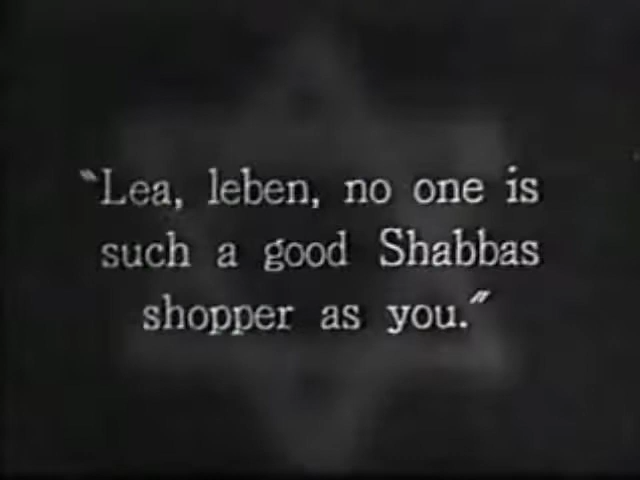 "Lea, leben, no one is
such a good Shabbas
shopper as you."